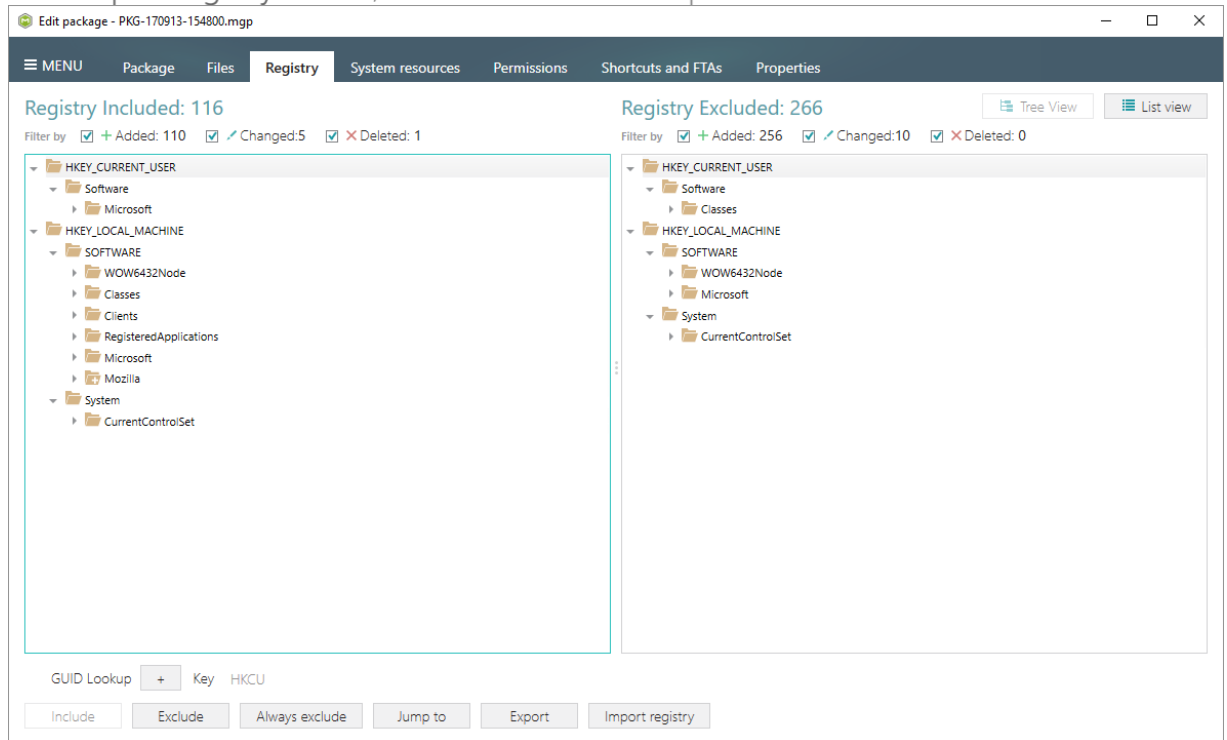 Edit package - PKG-170913-154800.mgp
MENU Package Files Registry System resources Permissions Shortcuts and FTAs Properties
Registry Included: 116
Filter by Added: 110 Changed:5 Deleted: 1
HKEY_CURRENT_USER
Software
Microsoft
HKEY_LOCAL_MACHINE
SOFTWARE
WOW6432Node
Classes
Clients
RegisteredApplications
Microsoft
Mozilla
System
CurrentControlSet
Registry Excluded: 266
Tree View List view
Filter by Added: 256 Changed:10 Deleted: 0
HKEY_CURRENT_USER
Software
Classes
HKEY_LOCAL_MACHINE
SOFTWARE
WOW6432Node
Microsoft
System
CurrentControlSet
GUID Lookup + Key HKCU
Include Exclude Always exclude Jump to Export Import registry